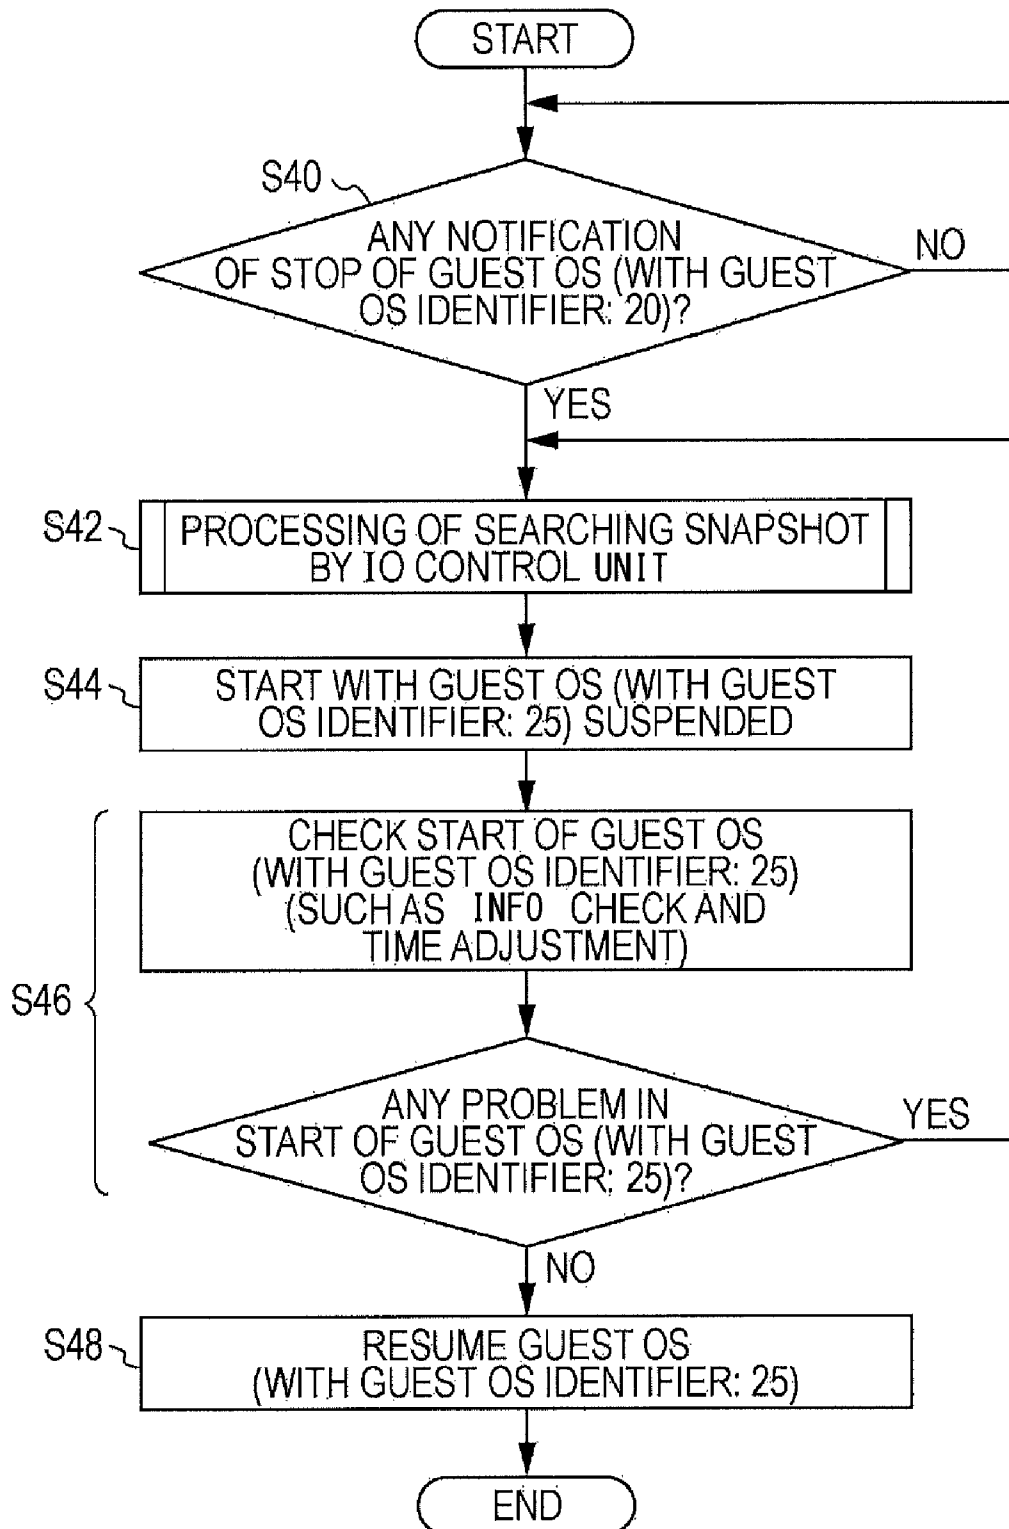 START
S40
ANY NOTIFICATION
OF STOP OF GUEST OS (WITH GUEST
OS IDENTIFIER: 20)?
NO
YES
S42
PROCESSING OF SEARCHING SNAPSHOT
BY IO CONTROL UNIT
S44
START WITH GUEST OS (WITH GUEST
OS IDENTIFIER: 25) SUSPENDED
S46
CHECK START OF GUEST OS
(WITH GUEST OS IDENTIFIER: 25)
(SUCH AS INFO CHECK AND
TIME ADJUSTMENT)
ANY PROBLEM IN
START OF GUEST OS (WITH GUEST
OS IDENTIFIER: 25)?
YES
NO
S48
RESUME GUEST OS
(WITH GUEST OS IDENTIFIER: 25)
END